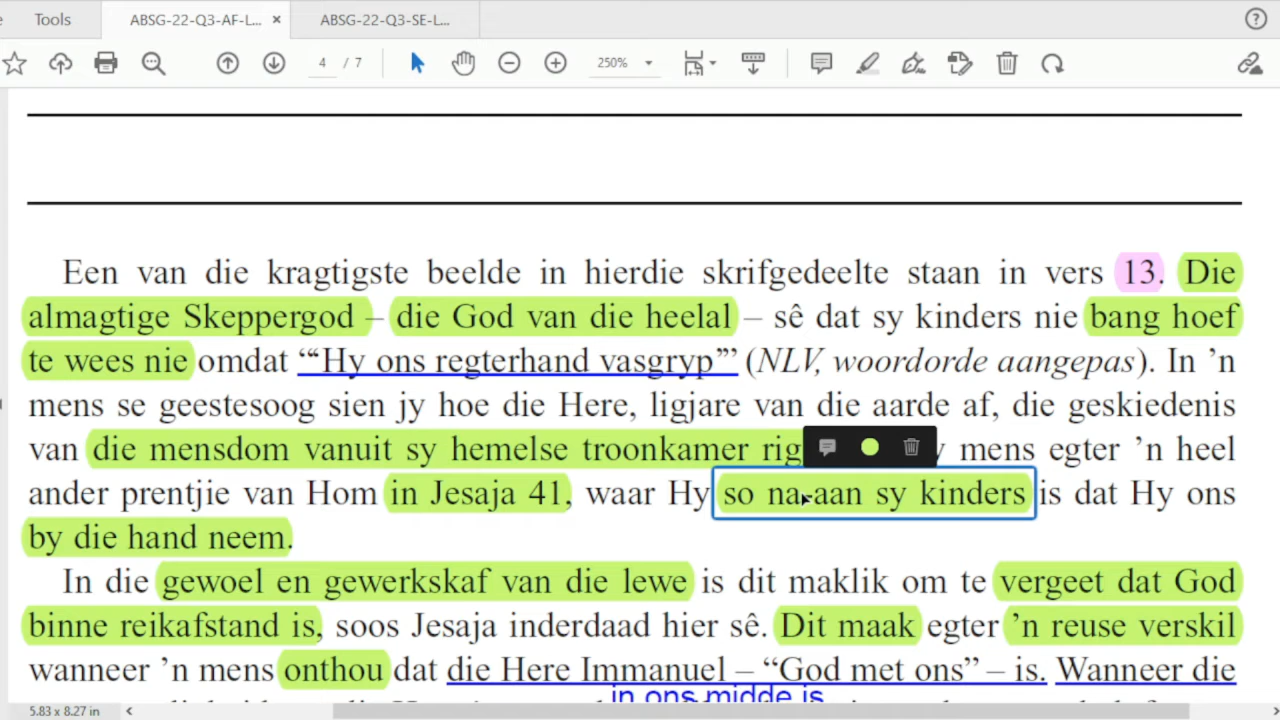 Tools ABSG-22-Q3-AF-L... × ABSG-22-Q3-SE-L...
4 / 7 250%
Een van die kragtigste beelde in hierdie skrifgedeelte staan in vers 13. Die
almagtige Skeppergod – die God van die heelal – sê dat sy kinders nie bang hoef
te wees nie omdat “‘Hy ons regterhand vasgryp’” (NLV, woordorde aangepas). In ’n
mens se geestesoog sien jy hoe die Here, ligjare van die aarde af, die geskiedenis
van die mensdom vanuit sy hemelse troonkamer rig y mens egter ’n heel
ander prentjie van Hom in Jesaja 41, waar Hy so na aan sy kinders is dat Hy ons
by die hand neem.
In die gewoel en gewerskaf van die lewe is dit maklik om te vergeet dat God
binne reikafstand is, soos Jesaja inderdaad hier sê. Dit maak egter ’n reuse verskil
wanneer ’n mens onthou dat die Here Immanuel – “God met ons” – is. Wanneer die
in ons midde is
5.83 x 8.27 in